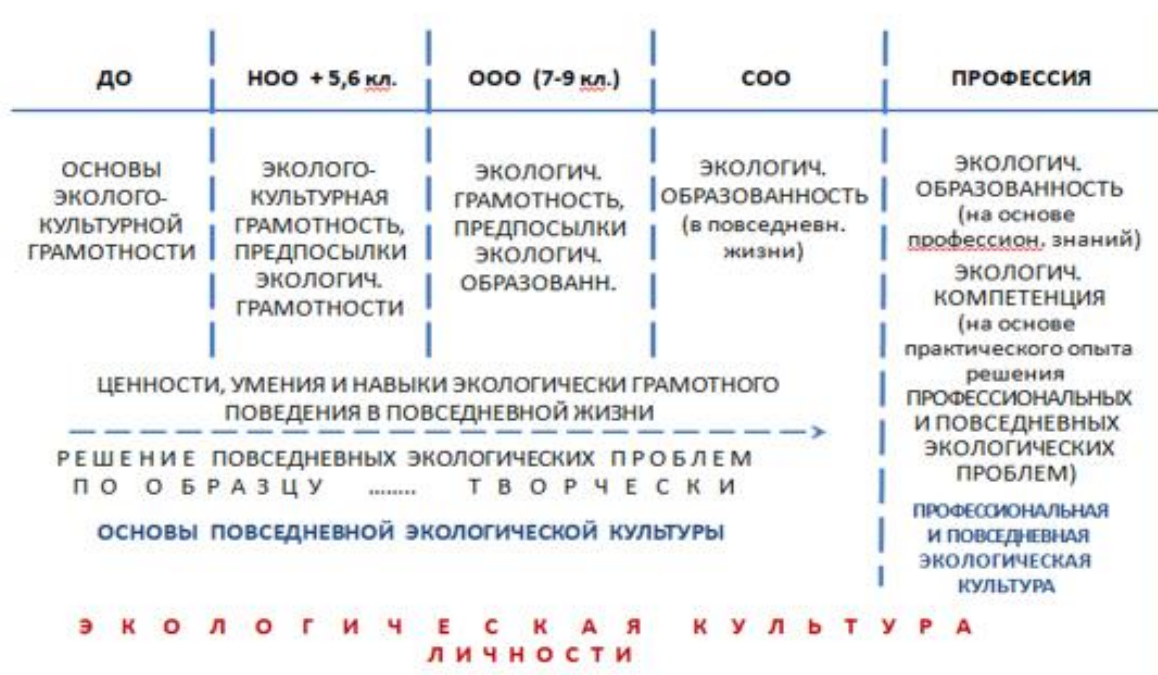 ДО
НОО + 5,6 кл.
ООО (7-9 кл.)
СОО
ПРОФЕССИЯ
ОСНОВЫ
ЭКОЛОГО-
КУЛЬТУРНОЙ
ГРАМОТНОСТИ
ЭКОЛОГО-
КУЛЬТУРНАЯ
ГРАМОТНОСТЬ,
ПРЕДПОСЫЛКИ
ЭКОЛОГИЧ.
ГРАМОТНОСТИ
ЭКОЛОГИЧ.
ГРАМОТНОСТЬ,
ПРЕДПОСЫЛКИ
ЭКОЛОГИЧ.
ОБРАЗОВАНН.
ЭКОЛОГИЧ.
ОБРАЗОВАННОСТЬ
(в повседневн.
жизни)
ЭКОЛОГИЧ.
ОБРАЗОВАННОСТЬ
(на основе
профессион. знаний)
ЭКОЛОГИЧ.
КОМПЕТЕНЦИЯ
(на основе
практического опыта
решения
ПРОФЕССИОНАЛЬНЫХ
И ПОВСЕДНЕВНЫХ
ЭКОЛОГИЧЕСКИХ
ПРОБЛЕМ)
ПРОФЕССИОНАЛЬНАЯ
И ПОВСЕДНЕВНАЯ
ЭКОЛОГИЧЕСКАЯ
КУЛЬТУРА
ЦЕННОСТИ, УМЕНИЯ И НАВЫКИ ЭКОЛОГИЧЕСКИ ГРАМОТНОГО
ПОВЕДЕНИЯ В ПОВСЕДНЕВНОЙ ЖИЗНИ
РЕШЕНИЕ ПОВСЕДНЕВНЫХ ЭКОЛОГИЧЕСКИХ ПРОБЛЕМ
ПО ОБРАЗЦУ ........ ТВОРЧЕСКИ
ОСНОВЫ ПОВСЕДНЕВНОЙ ЭКОЛОГИЧЕСКОЙ КУЛЬТУРЫ
ЭКОЛОГИЧЕСКАЯ КУЛЬТУРА
ЛИЧНОСТИ